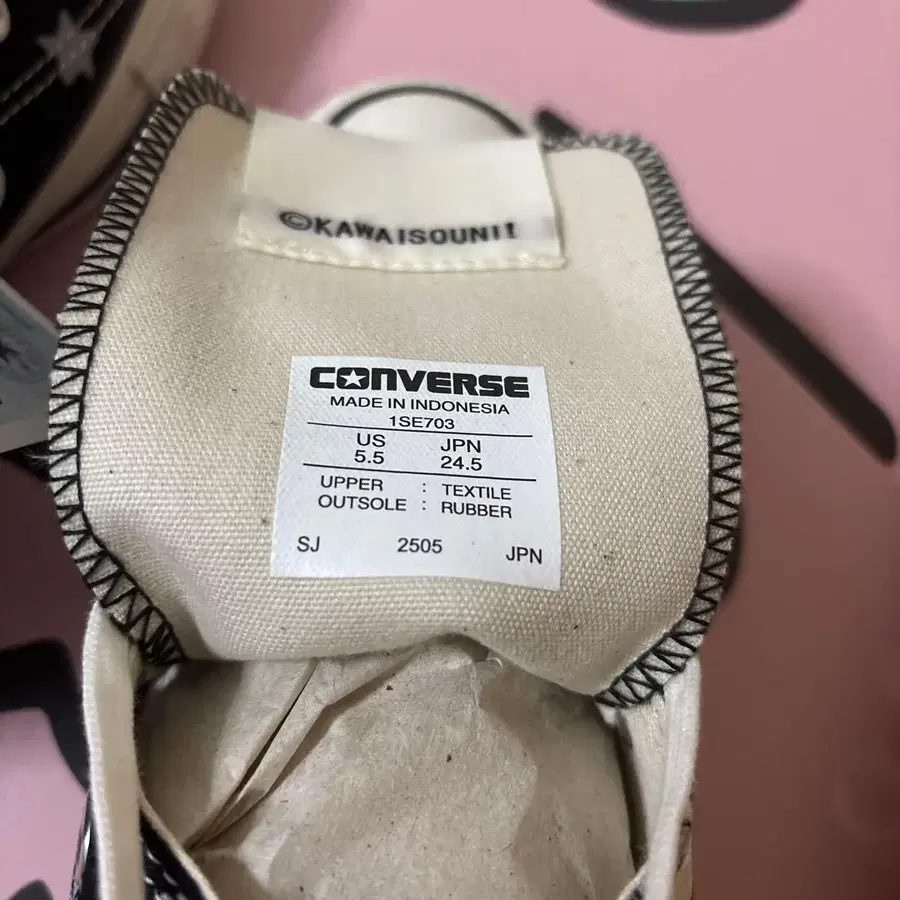 ©KAWAISOUNI!
CONVERSE
MADE IN INDONESIA
1SE703
US JPN
5.5 24.5
UPPER : TEXTILE
OUTSOLE : RUBBER
SJ 2505 JPN